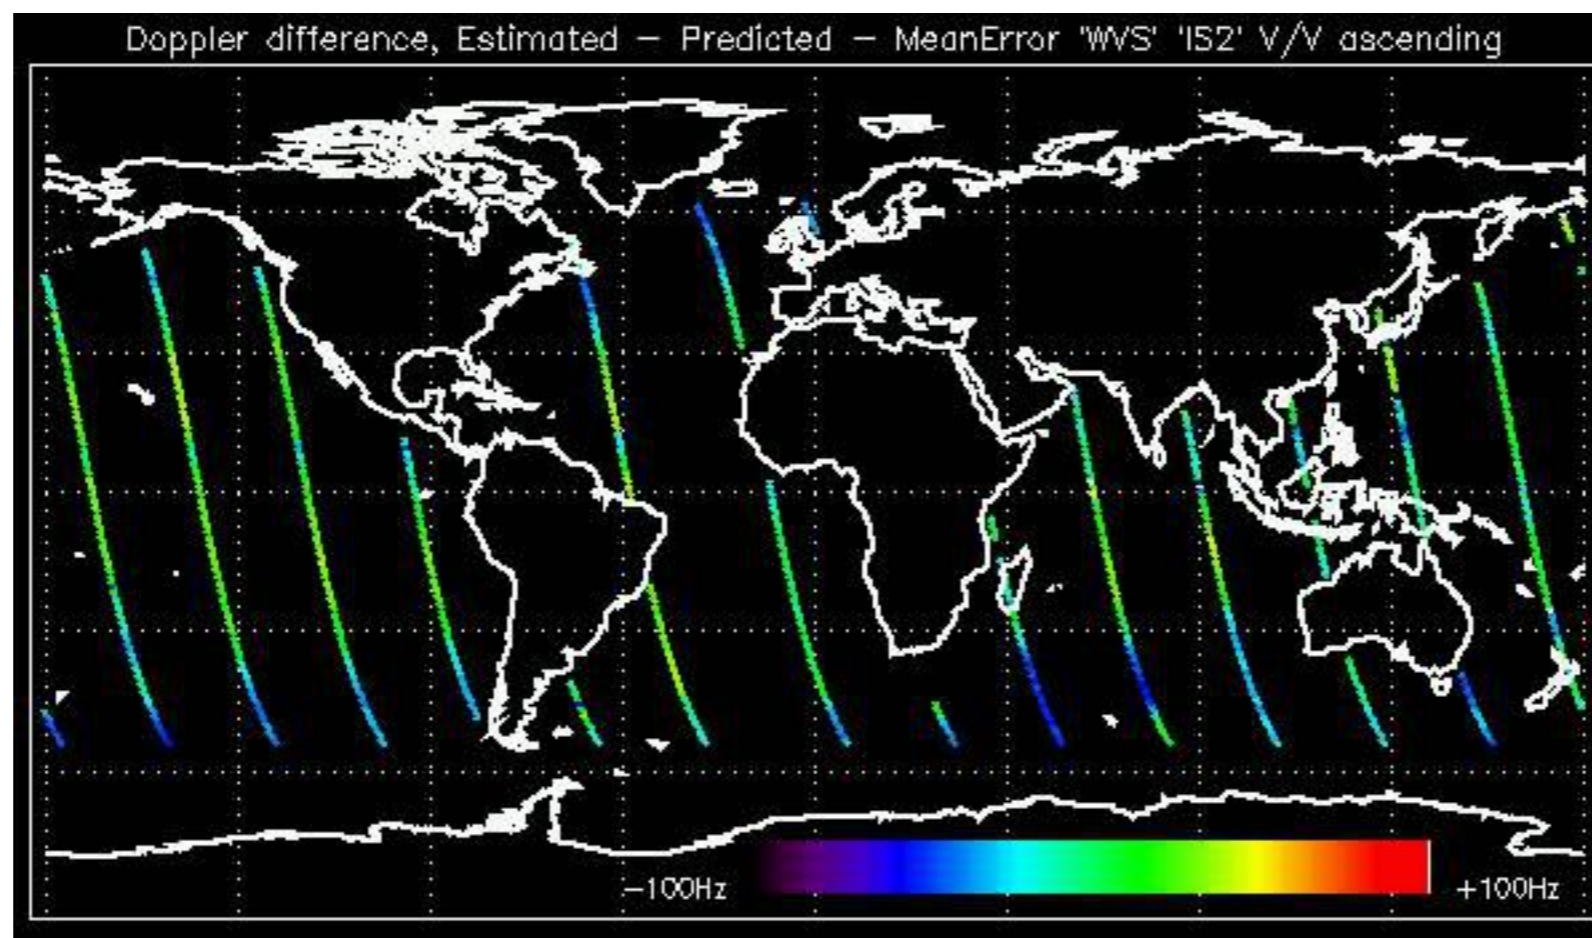 Doppler difference, Estimated – Predicted – MeanError 'WVS' 'IS2' V/V ascending
–100Hz
+100Hz